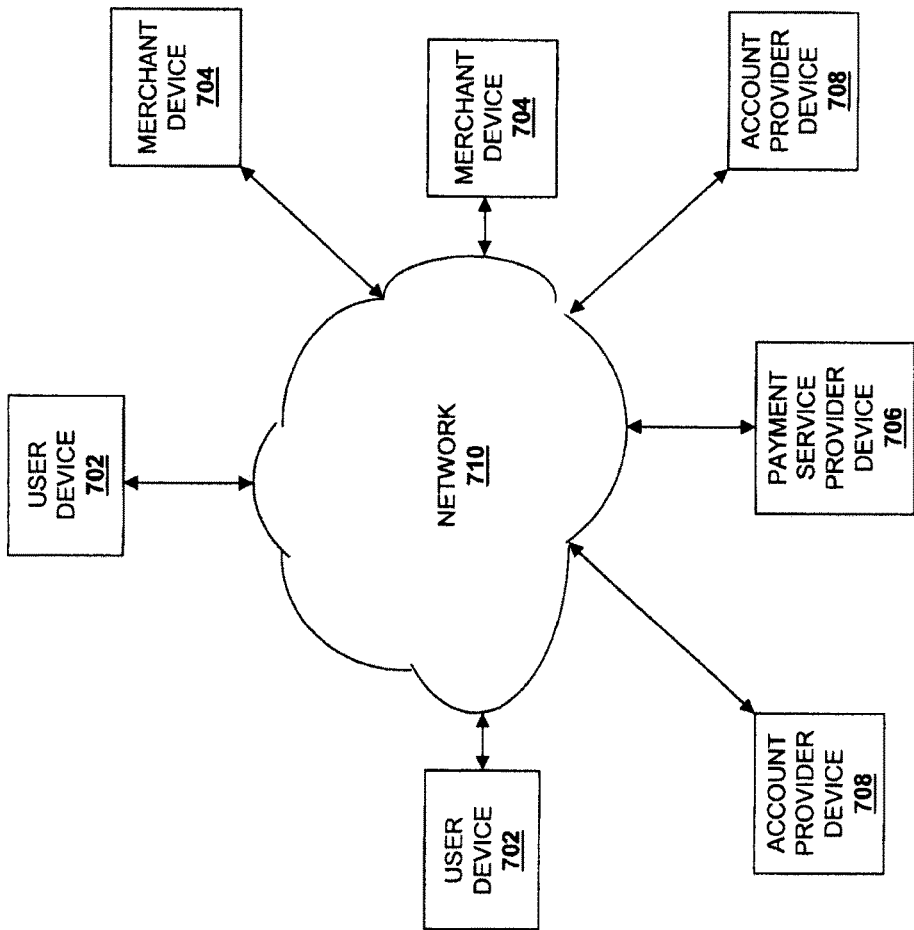 MERCHANT
DEVICE
704
MERCHANT
DEVICE
704
ACCOUNT
PROVIDER
DEVICE
708
USER
DEVICE
702
NETWORK
710
PAYMENT
SERVICE
PROVIDER
DEVICE
706
USER
DEVICE
702
ACCOUNT
PROVIDER
DEVICE
708